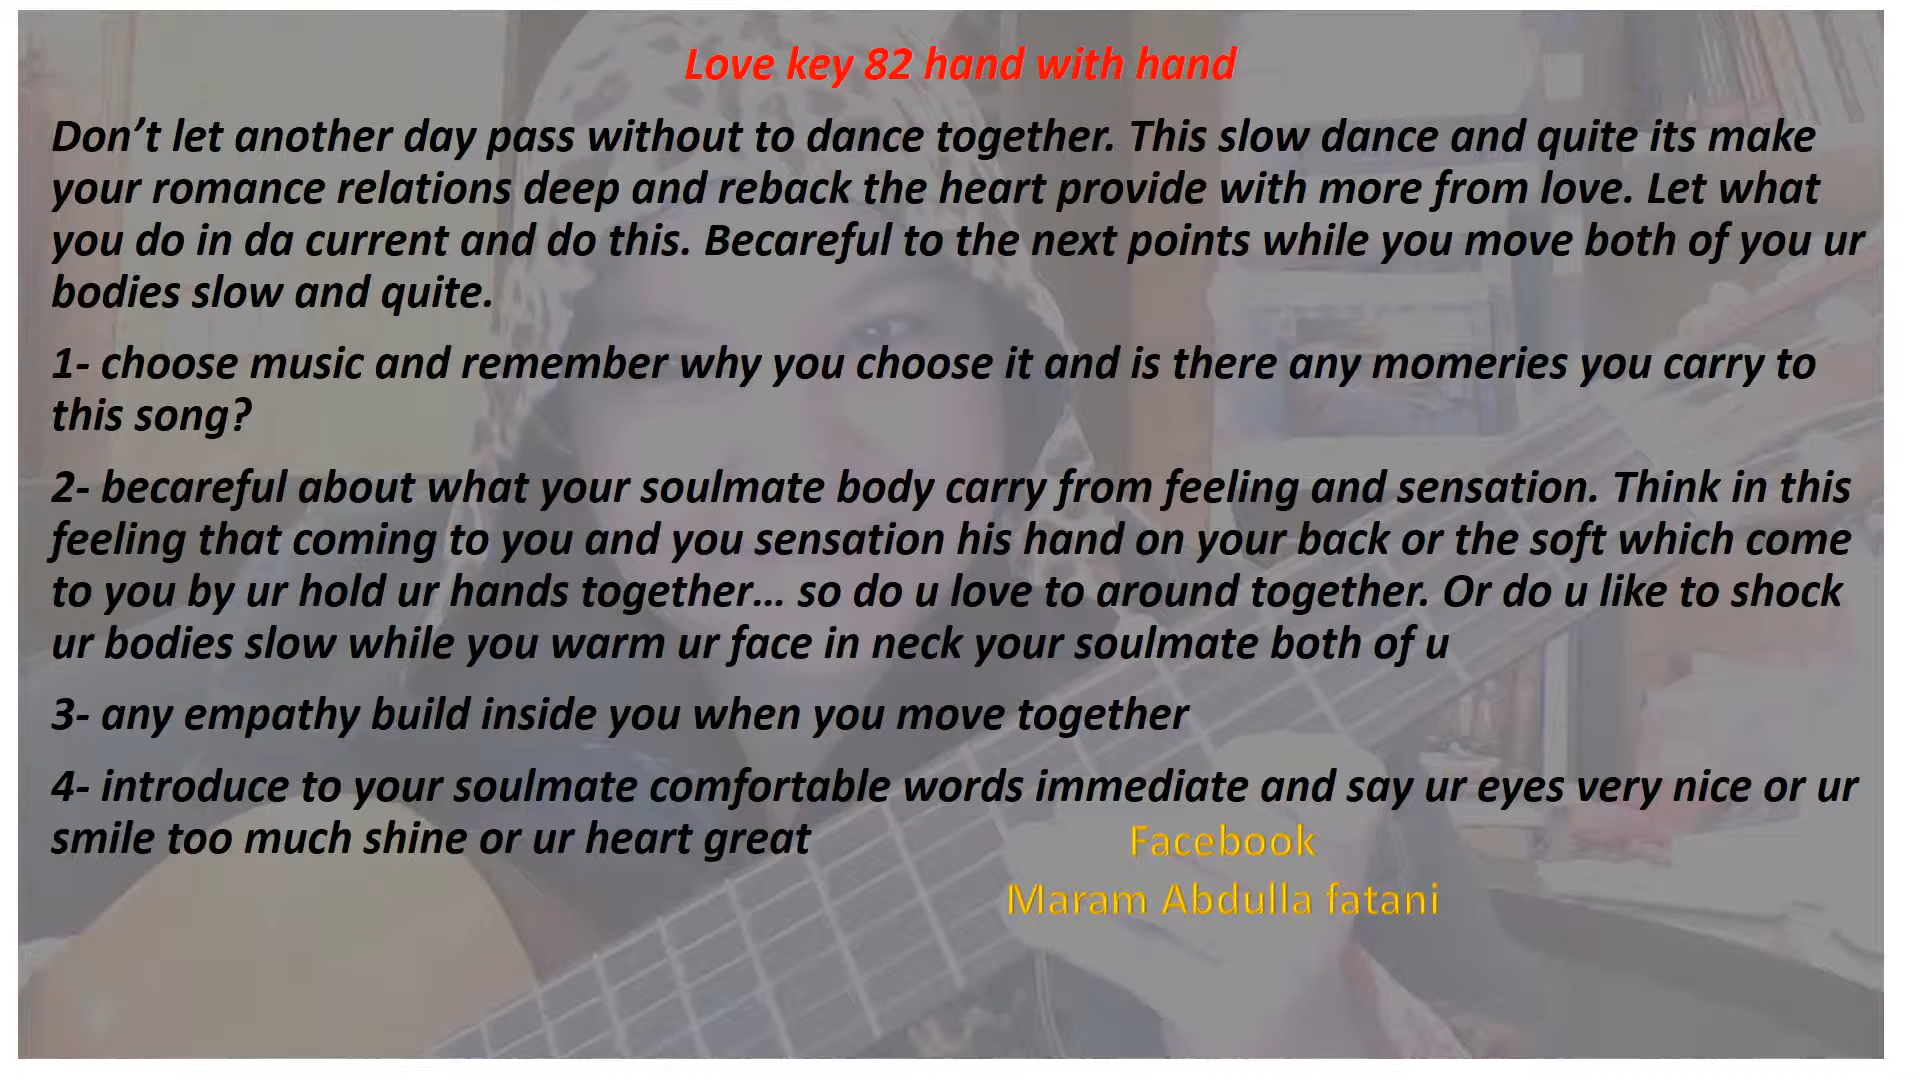 Love key 82 hand with hand
Don’t let another day pass without to dance together. This slow dance and quite its make
your romance relations deep and reback the heart provide with more from love. Let what
you do in da current and do this. Becareful to the next points while you move both of you ur
bodies slow and quite.
1- choose music and remember why you choose it and is there any momeries you carry to
this song?
2- becareful about what your soulmate body carry from feeling and sensation. Think in this
feeling that coming to you and you sensation his hand on your back or the soft which come
to you by ur hold ur hands together... so do u love to around together. Or do u like to shock
ur bodies slow while you warm ur face in neck your soulmate both of u
3- any empathy build inside you when you move together
4- introduce to your soulmate comfortable words immediate and say ur eyes very nice or ur
smile too much shine or ur heart great
Facebook
Maram Abdulla fatani